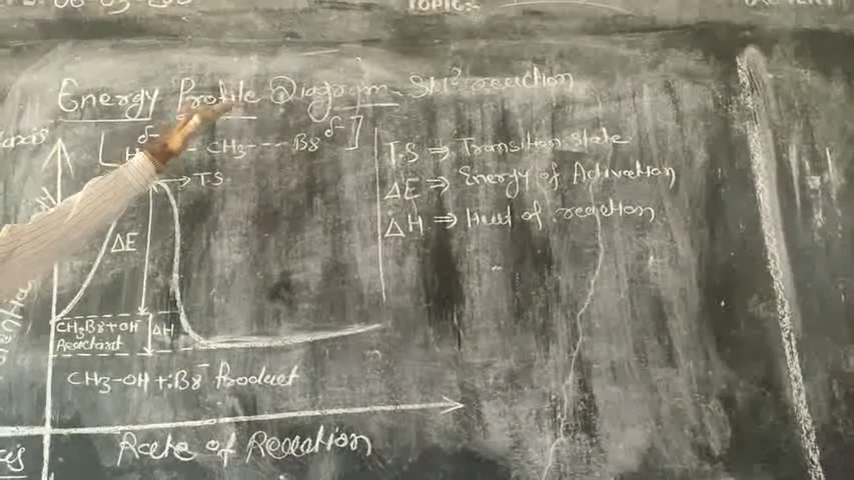 TOPIC:-
Energy Profile Diagram - SN² reaction
[H --- CH3 --- Br]
δ- δ-
→ T.S
T.S ⇒ Transition state
ΔE ⇒ Energy of Activation
ΔH ⇒ Heat of reaction
ΔE
CH3Br+OH⁻
ΔH
Reactant
CH3-OH + :Br⁻ Product
Rate of Reaction